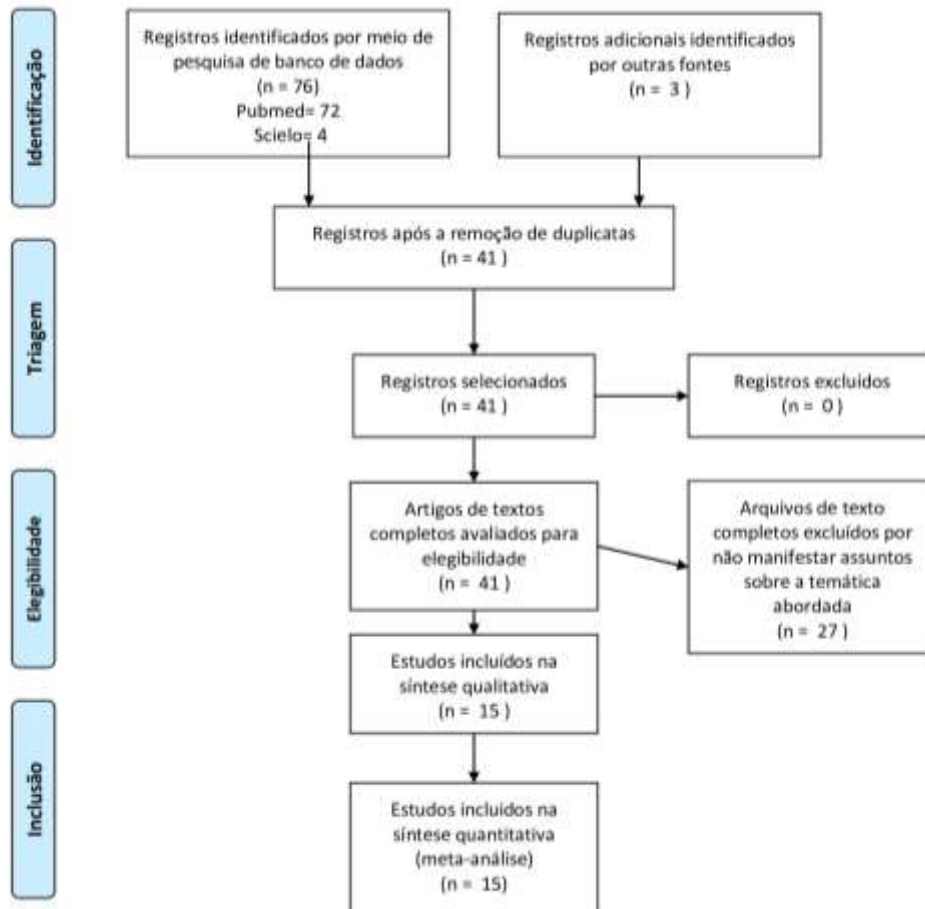 Identificação
Registros identificados por meio de
pesquisa de banco de dados
(n = 76)
Pubmed= 72
Scielo= 4
Registros adicionais identificados
por outras fontes
(n = 3 )
Registros após a remoção de duplicatas
(n = 41 )
Triagem
Registros selecionados
(n = 41 )
Registros excluídos
(n = 0 )
Elegibilidade
Artigos de textos
completos avaliados para
elegibilidade
(n = 41 )
Arquivos de texto
completos excluídos por
não manifestar assuntos
sobre a temática
abordada
(n = 27 )
Estudos incluídos na
síntese qualitativa
(n = 15 )
Inclusão
Estudos incluidos na
síntese quantitativa
(meta-análise)
(n = 15)